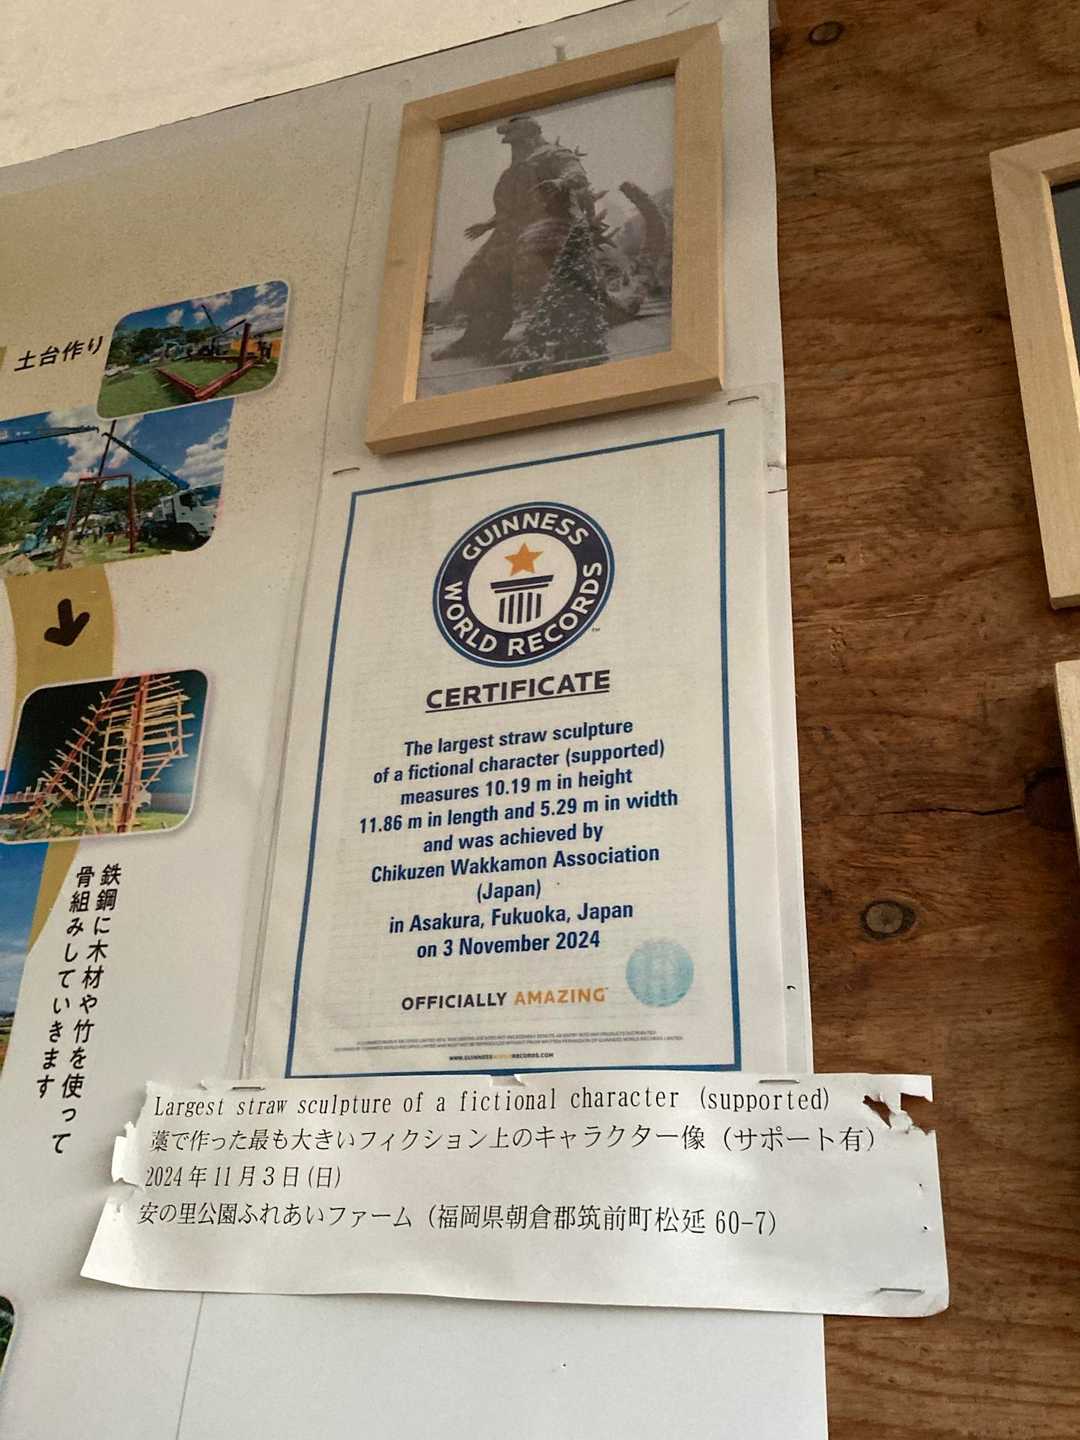 土台作り
鉄鋼に木材や竹を使って
骨組みしていきます
GUINNESS
WORLD RECORDS
™
CERTIFICATE
The largest straw sculpture
of a fictional character (supported)
measures 10.19 m in height
11.86 m in length and 5.29 m in width
and was achieved by
Chikuzen Wakkamon Association
(Japan)
in Asakura, Fukuoka, Japan
on 3 November 2024
OFFICIALLY AMAZING
WWW.GUINNESSWORLDRECORDS.COM
Largest straw sculpture of a fictional character (supported)
藁で作った最も大きいフィクション上のキャラクター像（サポート有）
2024年11月3日(日)
安の里公園ふれあいファーム（福岡県朝倉郡筑前町松延60-7）